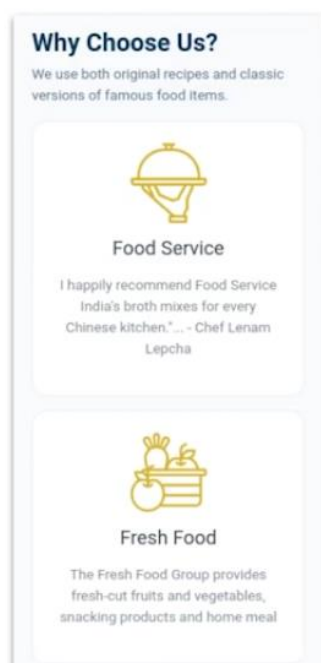 Why Choose Us?
We use both original recipes and classic
versions of famous food items.
Food Service
I happily recommend Food Service
India's broth mixes for every
Chinese kitchen."... - Chef Lenam
Lepcha
Fresh Food
The Fresh Food Group provides
fresh-cut fruits and vegetables,
snacking products and home meal